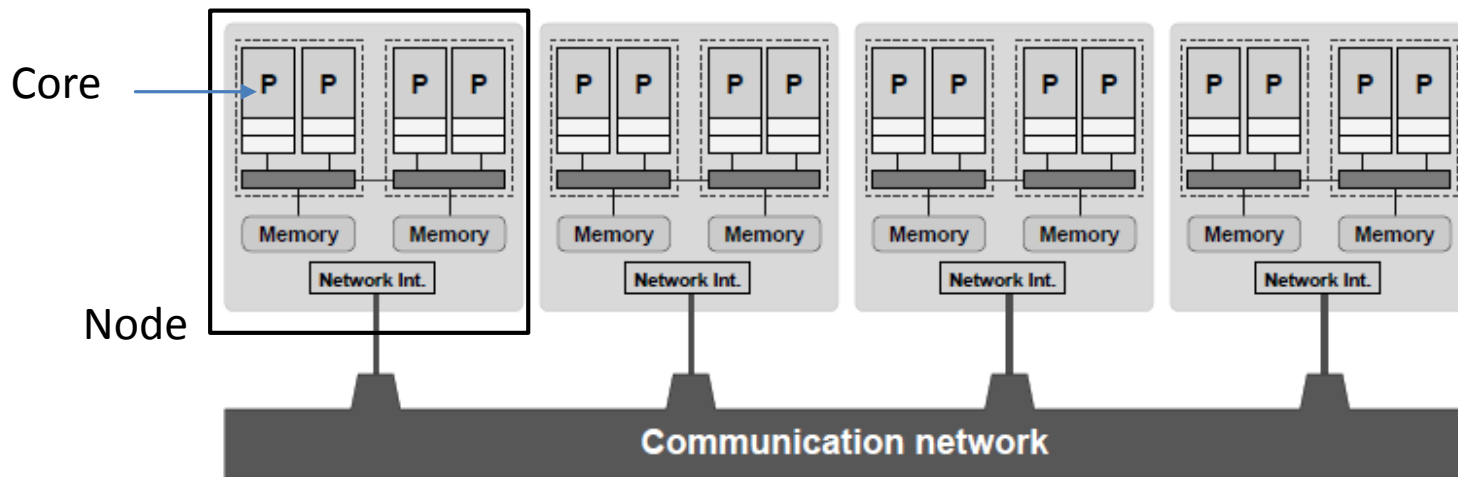 Core
P P P P P P P P P P P P P P P P
Memory Memory Memory Memory Memory Memory Memory Memory
Network Int. Network Int. Network Int. Network Int.
Node
Communication network